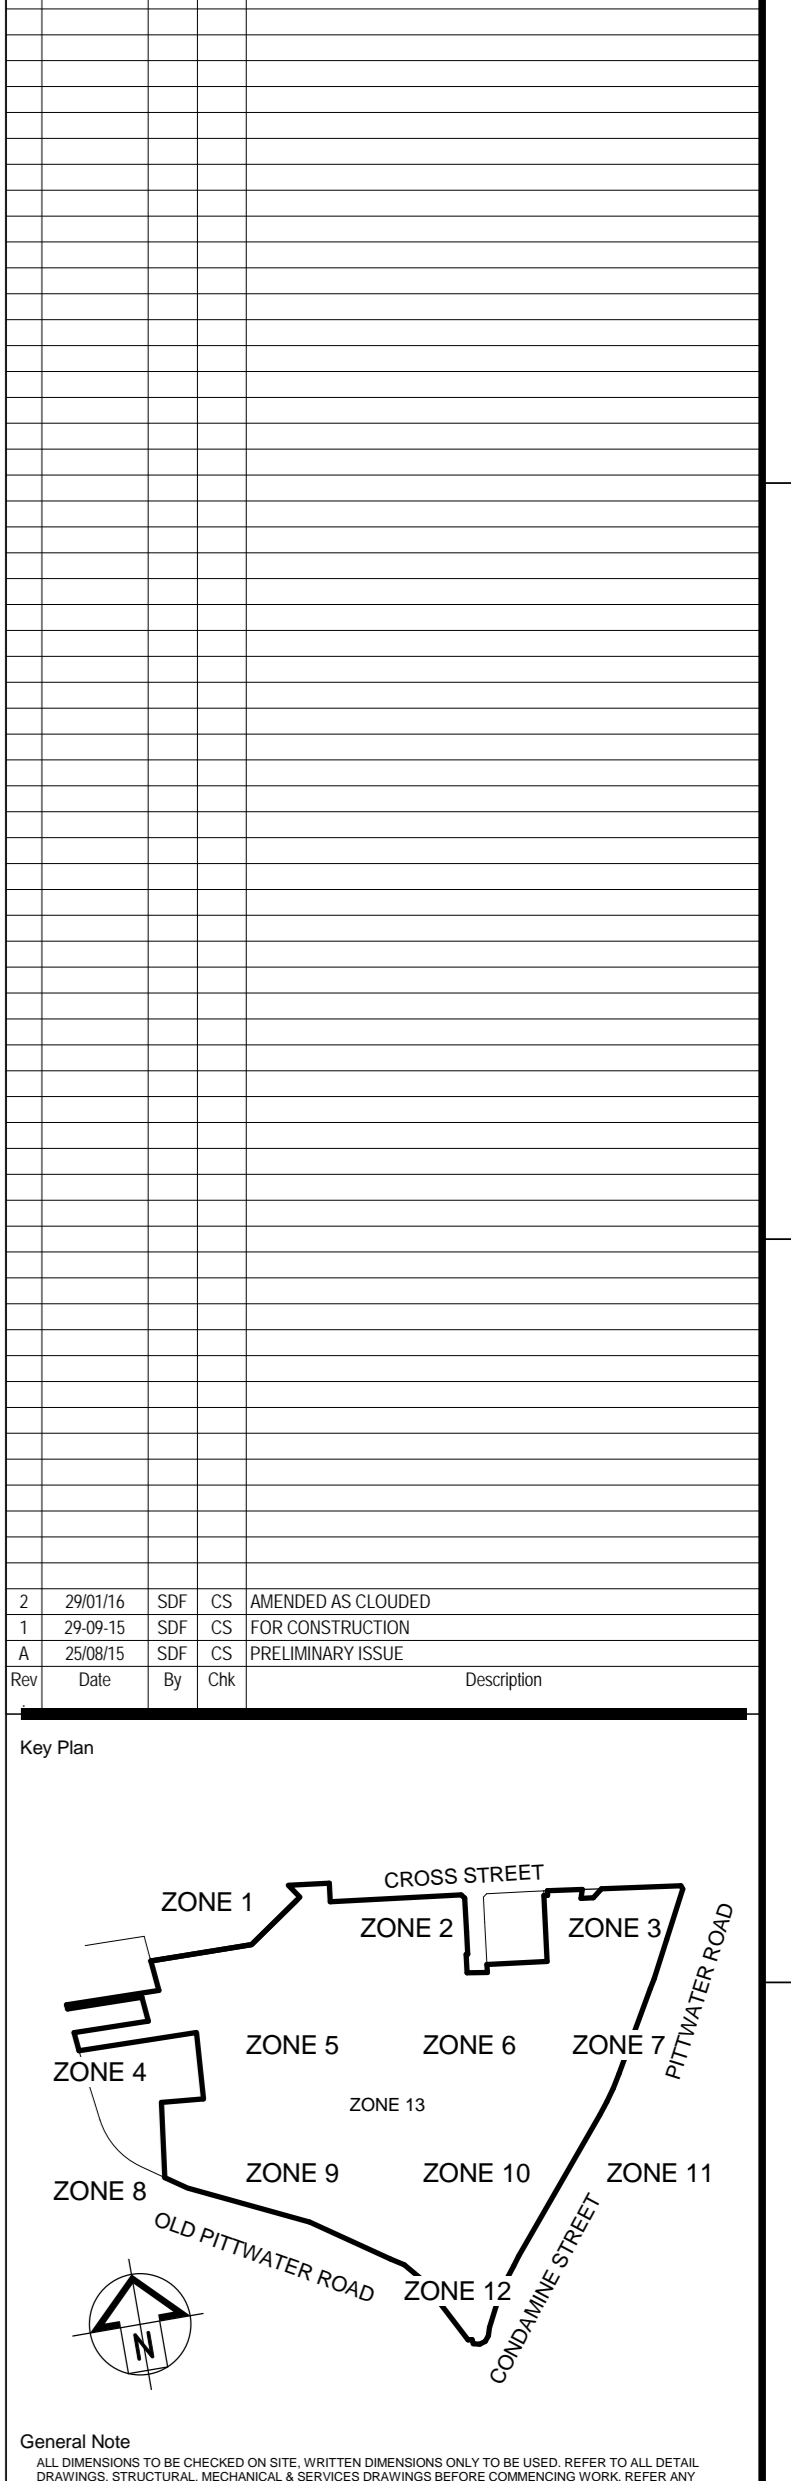 2 29/01/16 SDF CS AMENDED AS CLOUDED
1 29-09-15 SDF CS FOR CONSTRUCTION
A 25/08/15 SDF CS PRELIMINARY ISSUE
Rev. Date By Chk Description
Key Plan
CROSS STREET
ZONE 1
ZONE 2
ZONE 3
PITTWATER ROAD
ZONE 4
ZONE 5
ZONE 6
ZONE 7
ZONE 13
ZONE 8
ZONE 9
ZONE 10
ZONE 11
OLD PITTWATER ROAD
ZONE 12
CONDAMINE STREET
N
General Note
ALL DIMENSIONS TO BE CHECKED ON SITE, WRITTEN DIMENSIONS ONLY TO BE USED. REFER TO ALL DETAIL
DRAWINGS, STRUCTURAL, MECHANICAL & SERVICES DRAWINGS BEFORE COMMENCING WORK. REFER ANY